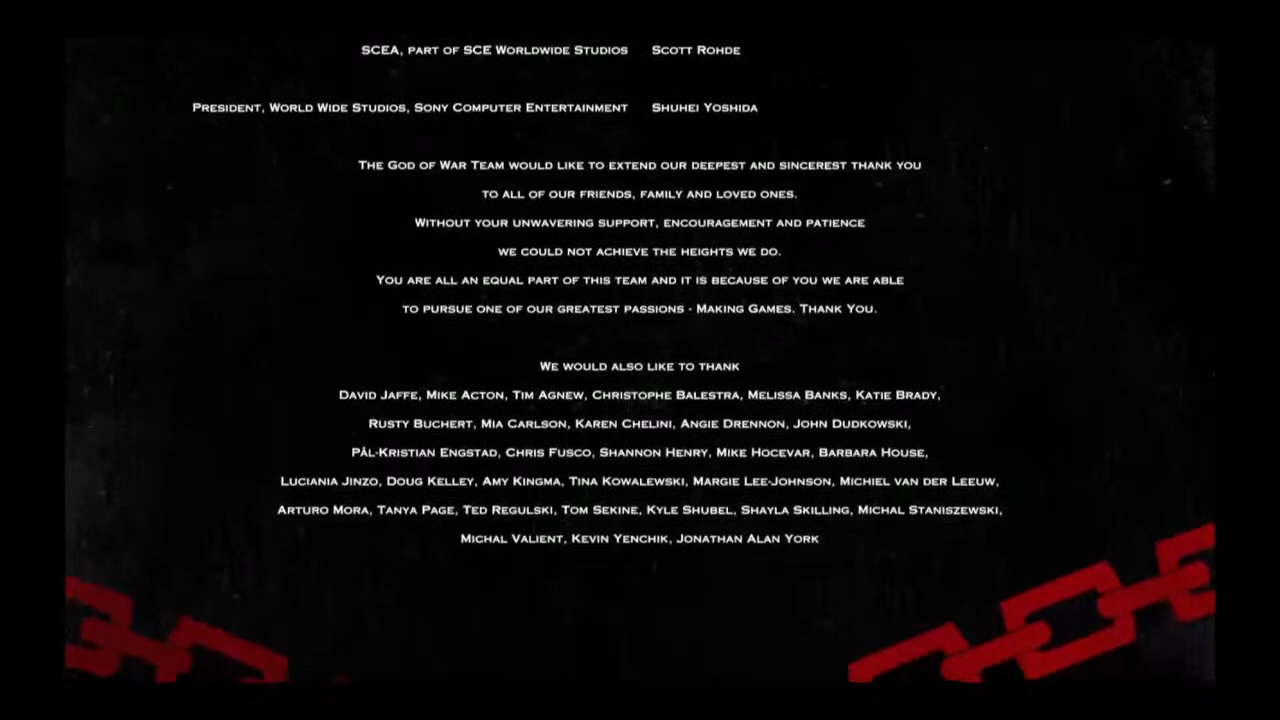 SCEA, PART OF SCE WORLDWIDE STUDIOS SCOTT ROHDE
PRESIDENT, WORLD WIDE STUDIOS, SONY COMPUTER ENTERTAINMENT SHUHEI YOSHIDA
THE GOD OF WAR TEAM WOULD LIKE TO EXTEND OUR DEEPEST AND SINCEREST THANK YOU
TO ALL OF OUR FRIENDS, FAMILY AND LOVED ONES.
WITHOUT YOUR UNWAVERING SUPPORT, ENCOURAGEMENT AND PATIENCE
WE COULD NOT ACHIEVE THE HEIGHTS WE DO.
YOU ARE ALL AN EQUAL PART OF THIS TEAM AND IT IS BECAUSE OF YOU WE ARE ABLE
TO PURSUE ONE OF OUR GREATEST PASSIONS - MAKING GAMES. THANK YOU.
WE WOULD ALSO LIKE TO THANK
DAVID JAFFE, MIKE ACTON, TIM AGNEW, CHRISTOPHE BALESTRA, MELISSA BANKS, KATIE BRADY,
RUSTY BUCHERT, MIA CARLSON, KAREN CHELINI, ANGIE DRENNON, JOHN DUDKOWSKI,
PÅL-KRISTIAN ENGSTAD, CHRIS FUSCO, SHANNON HENRY, MIKE HOCEVAR, BARBARA HOUSE,
LUCIANIA JINZO, DOUG KELLEY, AMY KINGMA, TINA KOWALEWSKI, MARGIE LEE-JOHNSON, MICHIEL VAN DER LEEUW,
ARTURO MORA, TANYA PAGE, TED REGULSKI, TOM SEKINE, KYLE SHUBEL, SHAYLA SKILLING, MICHAL STANISZEWSKI,
MICHAL VALIENT, KEVIN YENCHIK, JONATHAN ALAN YORK